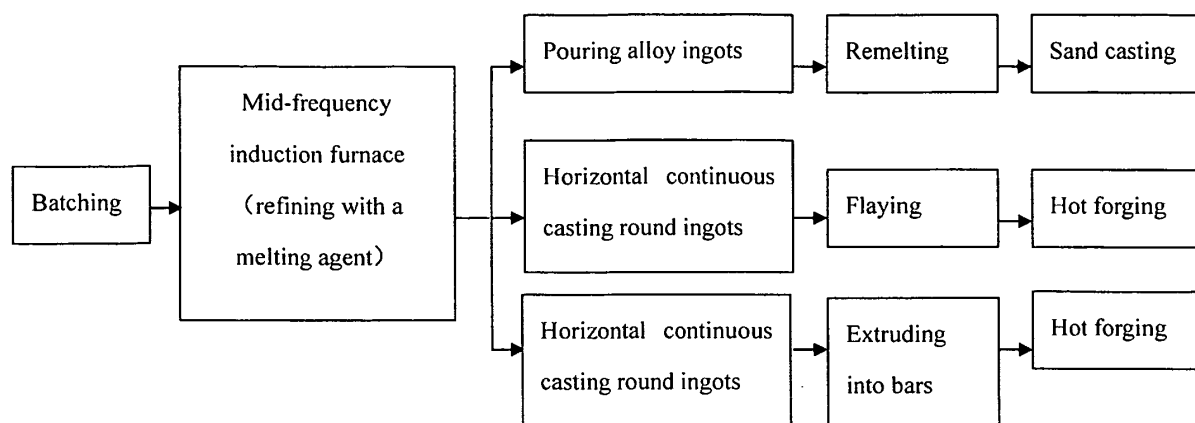 Batching
Mid-frequency
induction furnace
（refining with a
melting agent）
Pouring alloy ingots
Remelting
Sand casting
Horizontal continuous
casting round ingots
Flaying
Hot forging
Horizontal continuous
casting round ingots
Extruding
into bars
Hot forging